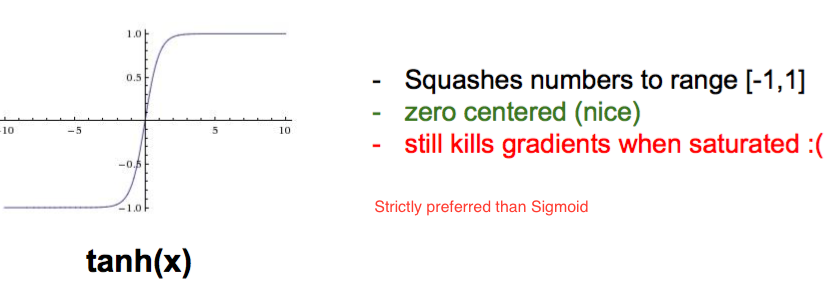 1.0
0.5
-10 -5 5 10
-0.5
-1.0
tanh(x)
- Squashes numbers to range [-1,1]
- zero centered (nice)
- still kills gradients when saturated :(
Strictly preferred than Sigmoid